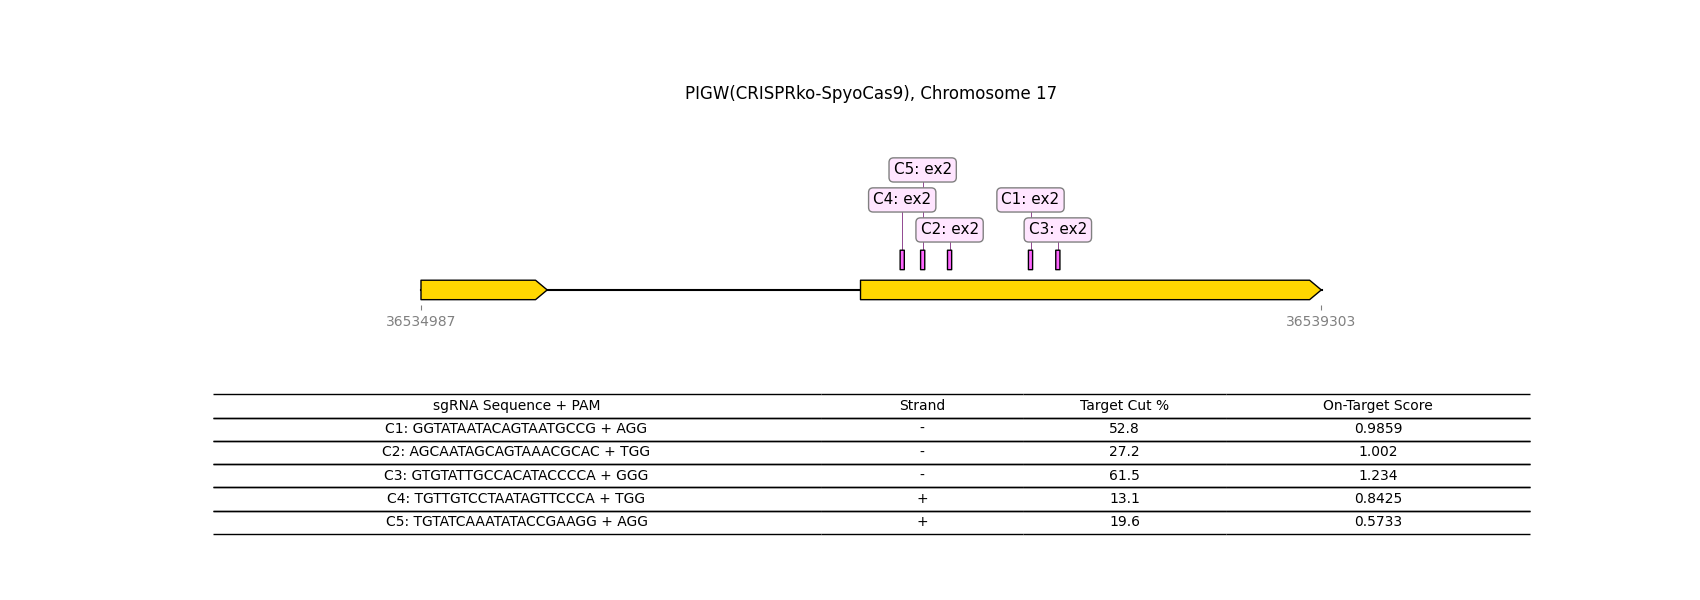 PIGW(CRISPRko-SpyoCas9), Chromosome 17
C5: ex2
C4: ex2 C1: ex2
C2: ex2 C3: ex2
36534987 36539303
sgRNA Sequence + PAM Strand Target Cut % On-Target Score
C1: GGTATAATACAGTAATGCCG + AGG - 52.8 0.9859
C2: AGCAATAGCAGTAAACGCAC + TGG - 27.2 1.002
C3: GTGTATTGCCACATACCCCA + GGG - 61.5 1.234
C4: TGTTGTCCTAATAGTTCCCA + TGG + 13.1 0.8425
C5: TGTATCAAATATACCGAAGG + AGG + 19.6 0.5733